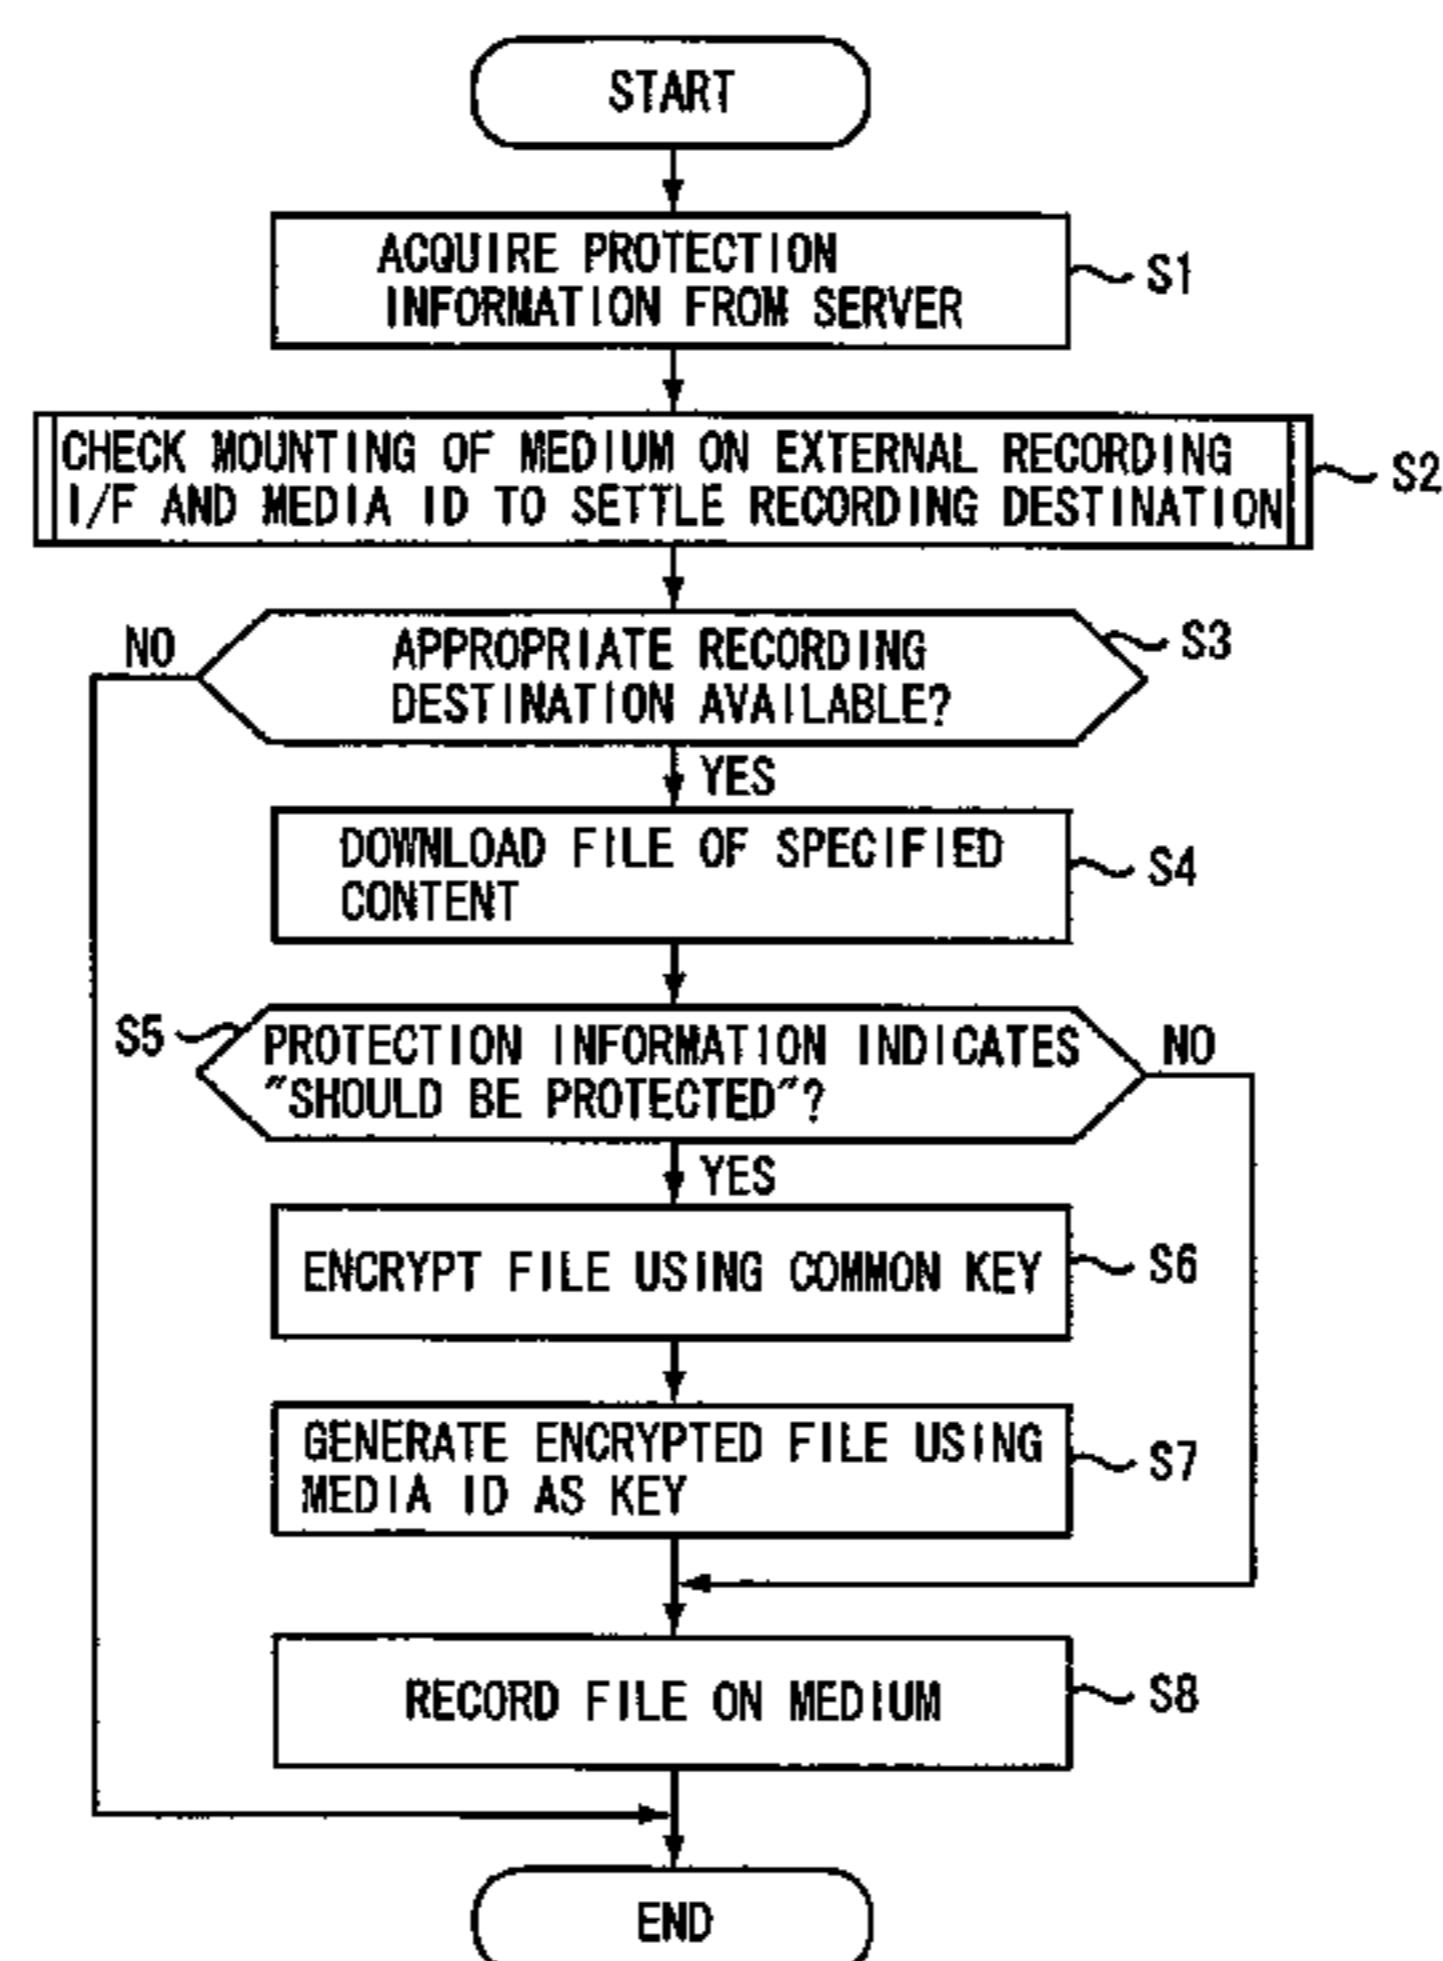 START
ACQUIRE PROTECTION
INFORMATION FROM SERVER
S1
CHECK MOUNTING OF MEDIUM ON EXTERNAL RECORDING
I/F AND MEDIA ID TO SETTLE RECORDING DESTINATION
S2
NO
APPROPRIATE RECORDING
DESTINATION AVAILABLE?
S3
YES
DOWNLOAD FILE OF SPECIFIED
CONTENT
S4
S5
PROTECTION INFORMATION INDICATES
"SHOULD BE PROTECTED"?
NO
YES
ENCRYPT FILE USING COMMON KEY
S6
GENERATE ENCRYPTED FILE USING
MEDIA ID AS KEY
S7
RECORD FILE ON MEDIUM
S8
END